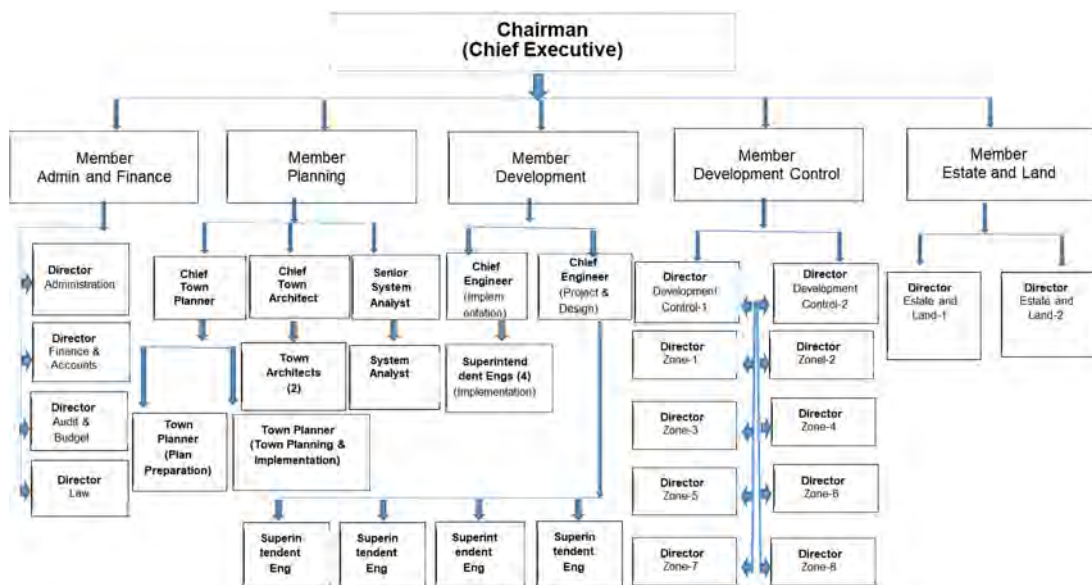 Chairman
(Chief Executive)
Member
Admin and Finance
Member
Planning
Member
Development
Member
Development Control
Member
Estate and Land
Director
Administration
Director
Finance &
Accounts
Director
Audit &
Budget
Director
Law
Chief
Town
Planner
Chief
Town
Architect
Senior
System
Analyst
Town
Architects
(2)
System
Analyst
Town
Planner
(Plan
Preparation)
Town Planner
(Town Planning &
Implementation)
Chief
Engineer
(Implem
entation)
Chief
Engineer
(Project &
Design)
Superintend
dent Engs (4)
(Implementation)
Superin
tendent
Eng
Superin
tendent
Eng
Superint
endent
Eng
Superin
tendent
Eng
Director
Development
Control-1
Director
Development
Control-2
Director
Zone-1
Director
Zonel-2
Director
Zone-3
Director
Zone-4
Director
Zone-5
Director
Zone-6
Director
Zone-7
Director
Zone-8
Director
Estate and
Land-1
Director
Estate and
Land-2